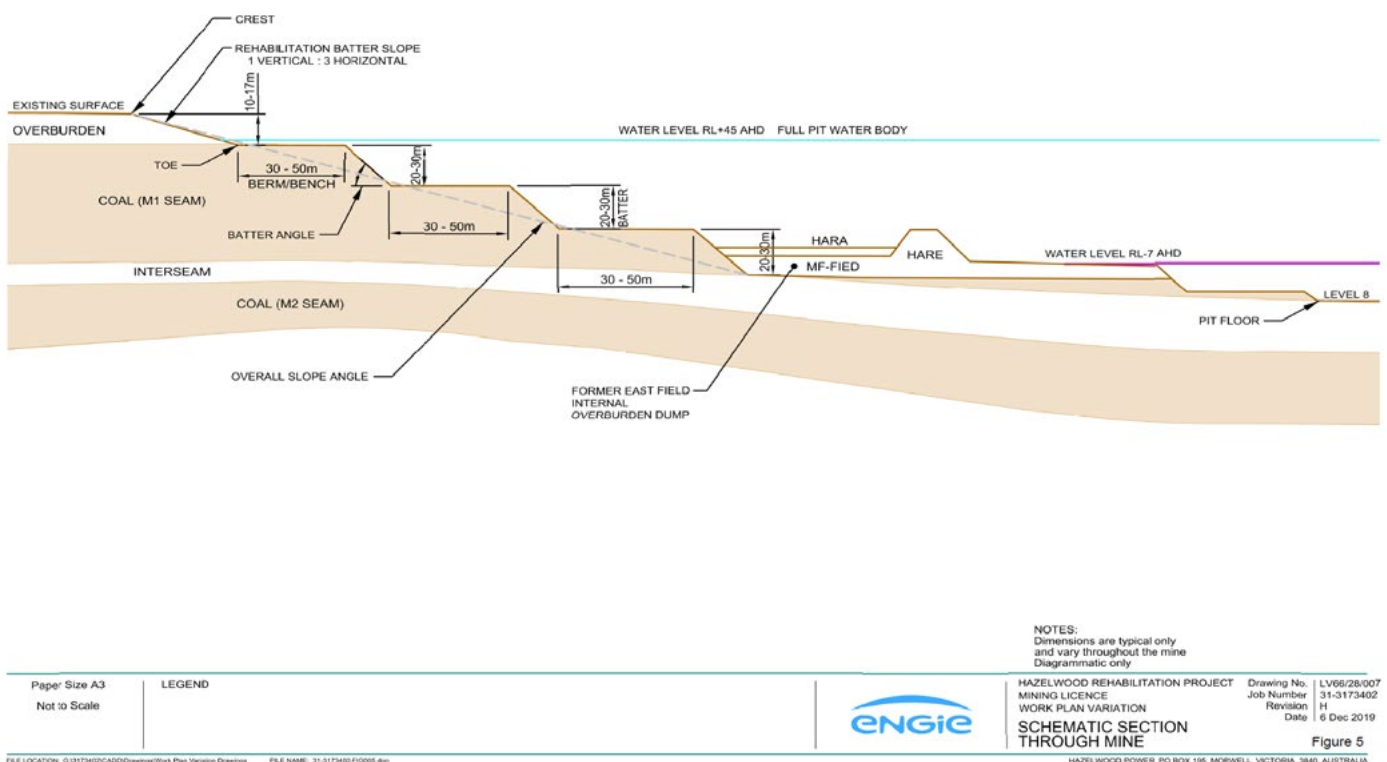 CREST
REHABILITATION BATTER SLOPE
1 VERTICAL : 3 HORIZONTAL
10-17m
EXISTING SURFACE
OVERBURDEN
WATER LEVEL RL+45 AHD FULL PIT WATER BODY
TOE
30 - 50m
BERM/BENCH
20-30m
COAL (M1 SEAM)
20-30m
BATTER
BATTER ANGLE
30 - 50m
20-30m
HARA
HARE
WATER LEVEL RL-7 AHD
MF-FIED
INTERSEAM
30 - 50m
LEVEL 8
COAL (M2 SEAM)
PIT FLOOR
OVERALL SLOPE ANGLE
FORMER EAST FIELD
INTERNAL
OVERBURDEN DUMP
NOTES:
Dimensions are typical only
and vary throughout the mine
Diagrammatic only
Paper Size A3
Not to Scale
LEGEND
ENGIE
HAZELWOOD REHABILITATION PROJECT
MINING LICENCE
WORK PLAN VARIATION
SCHEMATIC SECTION
THROUGH MINE
Drawing No. LV66/28/007
Job Number 31-3173402
Revision H
Date 6 Dec 2019
Figure 5
FILE LOCATION:
FILE NAME:
HAZELWOOD POWER, PO BOX 195, MORWELL, VICTORIA, 3840, AUSTRALIA